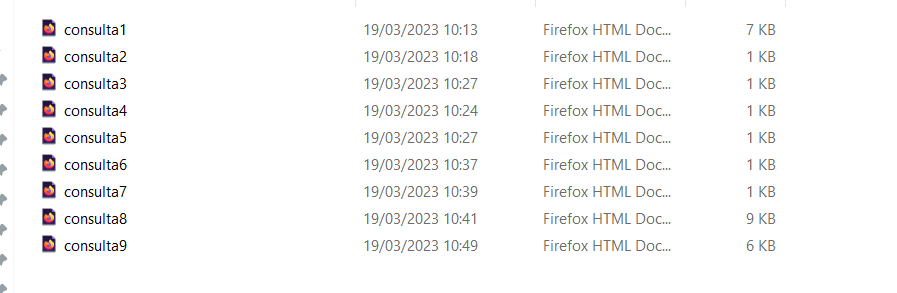 consulta1 19/03/2023 10:13 Firefox HTML Doc... 7 KB
consulta2 19/03/2023 10:18 Firefox HTML Doc... 1 KB
consulta3 19/03/2023 10:27 Firefox HTML Doc... 1 KB
consulta4 19/03/2023 10:24 Firefox HTML Doc... 1 KB
consulta5 19/03/2023 10:27 Firefox HTML Doc... 1 KB
consulta6 19/03/2023 10:37 Firefox HTML Doc... 1 KB
consulta7 19/03/2023 10:39 Firefox HTML Doc... 1 KB
consulta8 19/03/2023 10:41 Firefox HTML Doc... 9 KB
consulta9 19/03/2023 10:49 Firefox HTML Doc... 6 KB